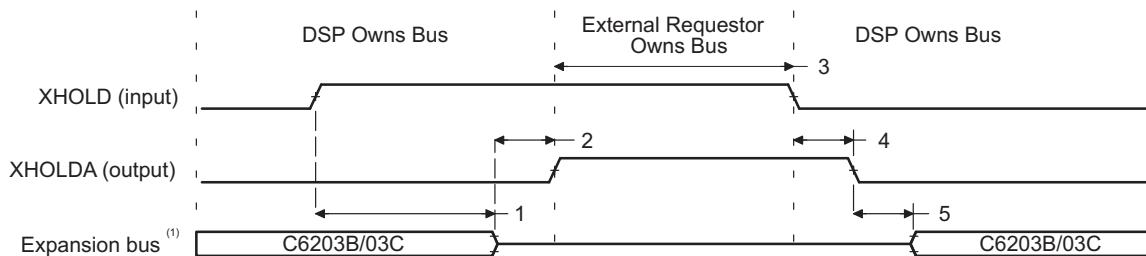 DSP Owns Bus
External Requestor
Owns Bus
DSP Owns Bus
3
XHOLD (input)
2
4
XHOLDA (output)
1
5
Expansion bus (1)
C6203B/03C
C6203B/03C